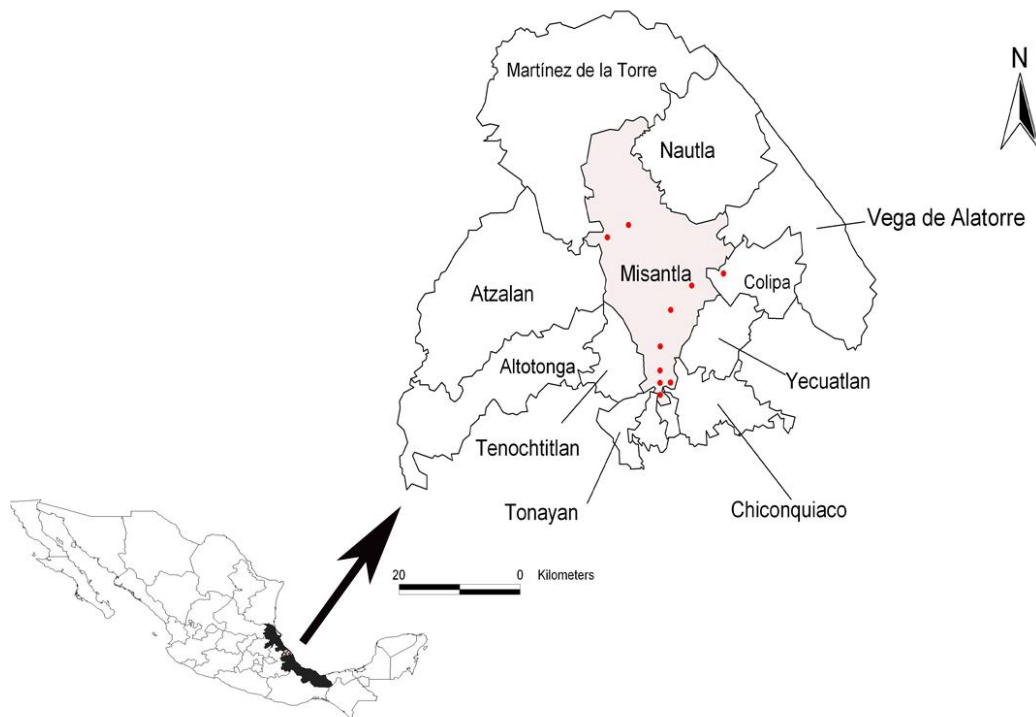 Martínez de la Torre
N
Nautla
Vega de Alatorre
Misantla
Colipa
Atzalan
Altotonga
Yecuatlan
Tenochtitlan
Tonayan
Chiconquiaco
20 0 Kilometers